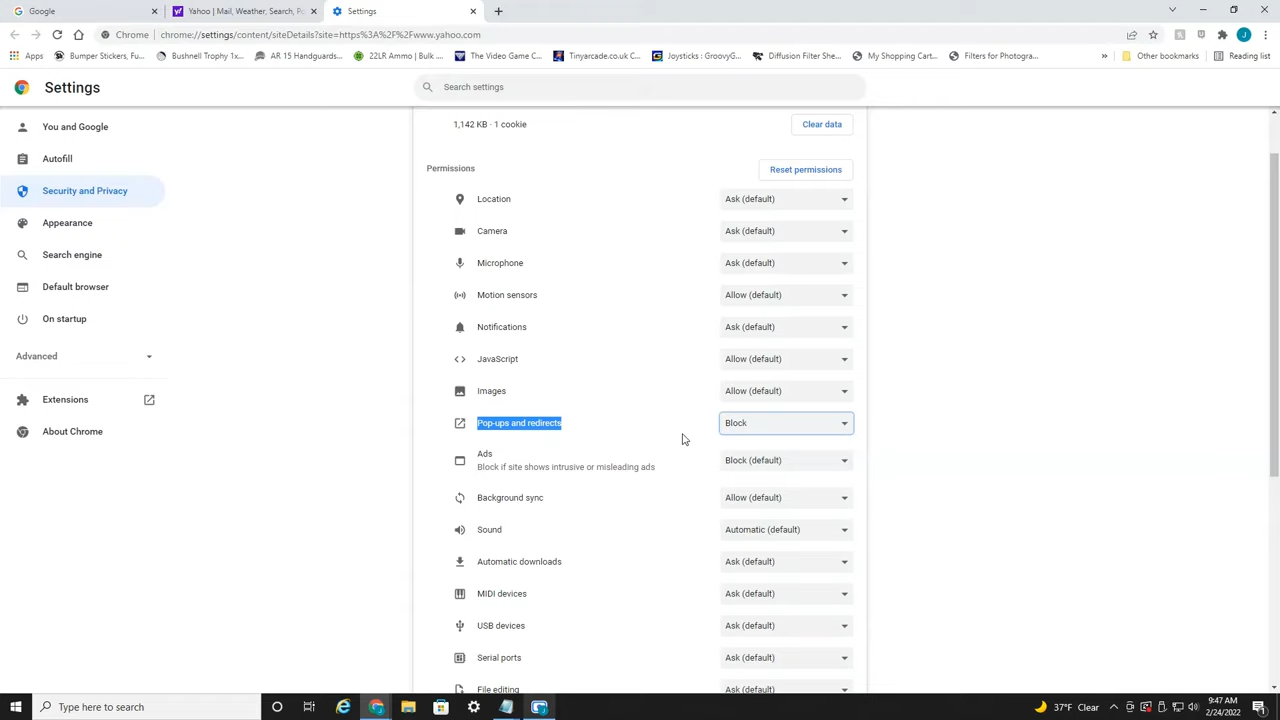 Google
Yahoo | Mail, Weather, Search, Po
Settings
Chrome | chrome://settings/content/siteDetails?site=https%3A%2F%2Fwww.yahoo.com
J
Apps
Bumper Stickers, Fu...
Bushnell Trophy 1x...
AR 15 Handguards...
22LR Ammo | Bulk ...
The Video Game C...
Tinyarcade.co.uk C...
Joysticks : GroovyG...
Diffusion Filter She...
My Shopping Cart...
Filters for Photogra...
»
Other bookmarks
Reading list
Settings
Search settings
You and Google
Autofill
Security and Privacy
Appearance
Search engine
Default browser
On startup
Advanced
Extensions
About Chrome
1,142 KB · 1 cookie
Clear data
Permissions
Reset permissions
Location
Ask (default)
Camera
Ask (default)
Microphone
Ask (default)
Motion sensors
Allow (default)
Notifications
Ask (default)
JavaScript
Allow (default)
Images
Allow (default)
Pop-ups and redirects
Block
Ads
Block if site shows intrusive or misleading ads
Block (default)
Background sync
Allow (default)
Sound
Automatic (default)
Automatic downloads
Ask (default)
MIDI devices
Ask (default)
USB devices
Ask (default)
Serial ports
Ask (default)
File editing
Ask (default)
Type here to search
37°F Clear
9:47 AM
2/24/2022